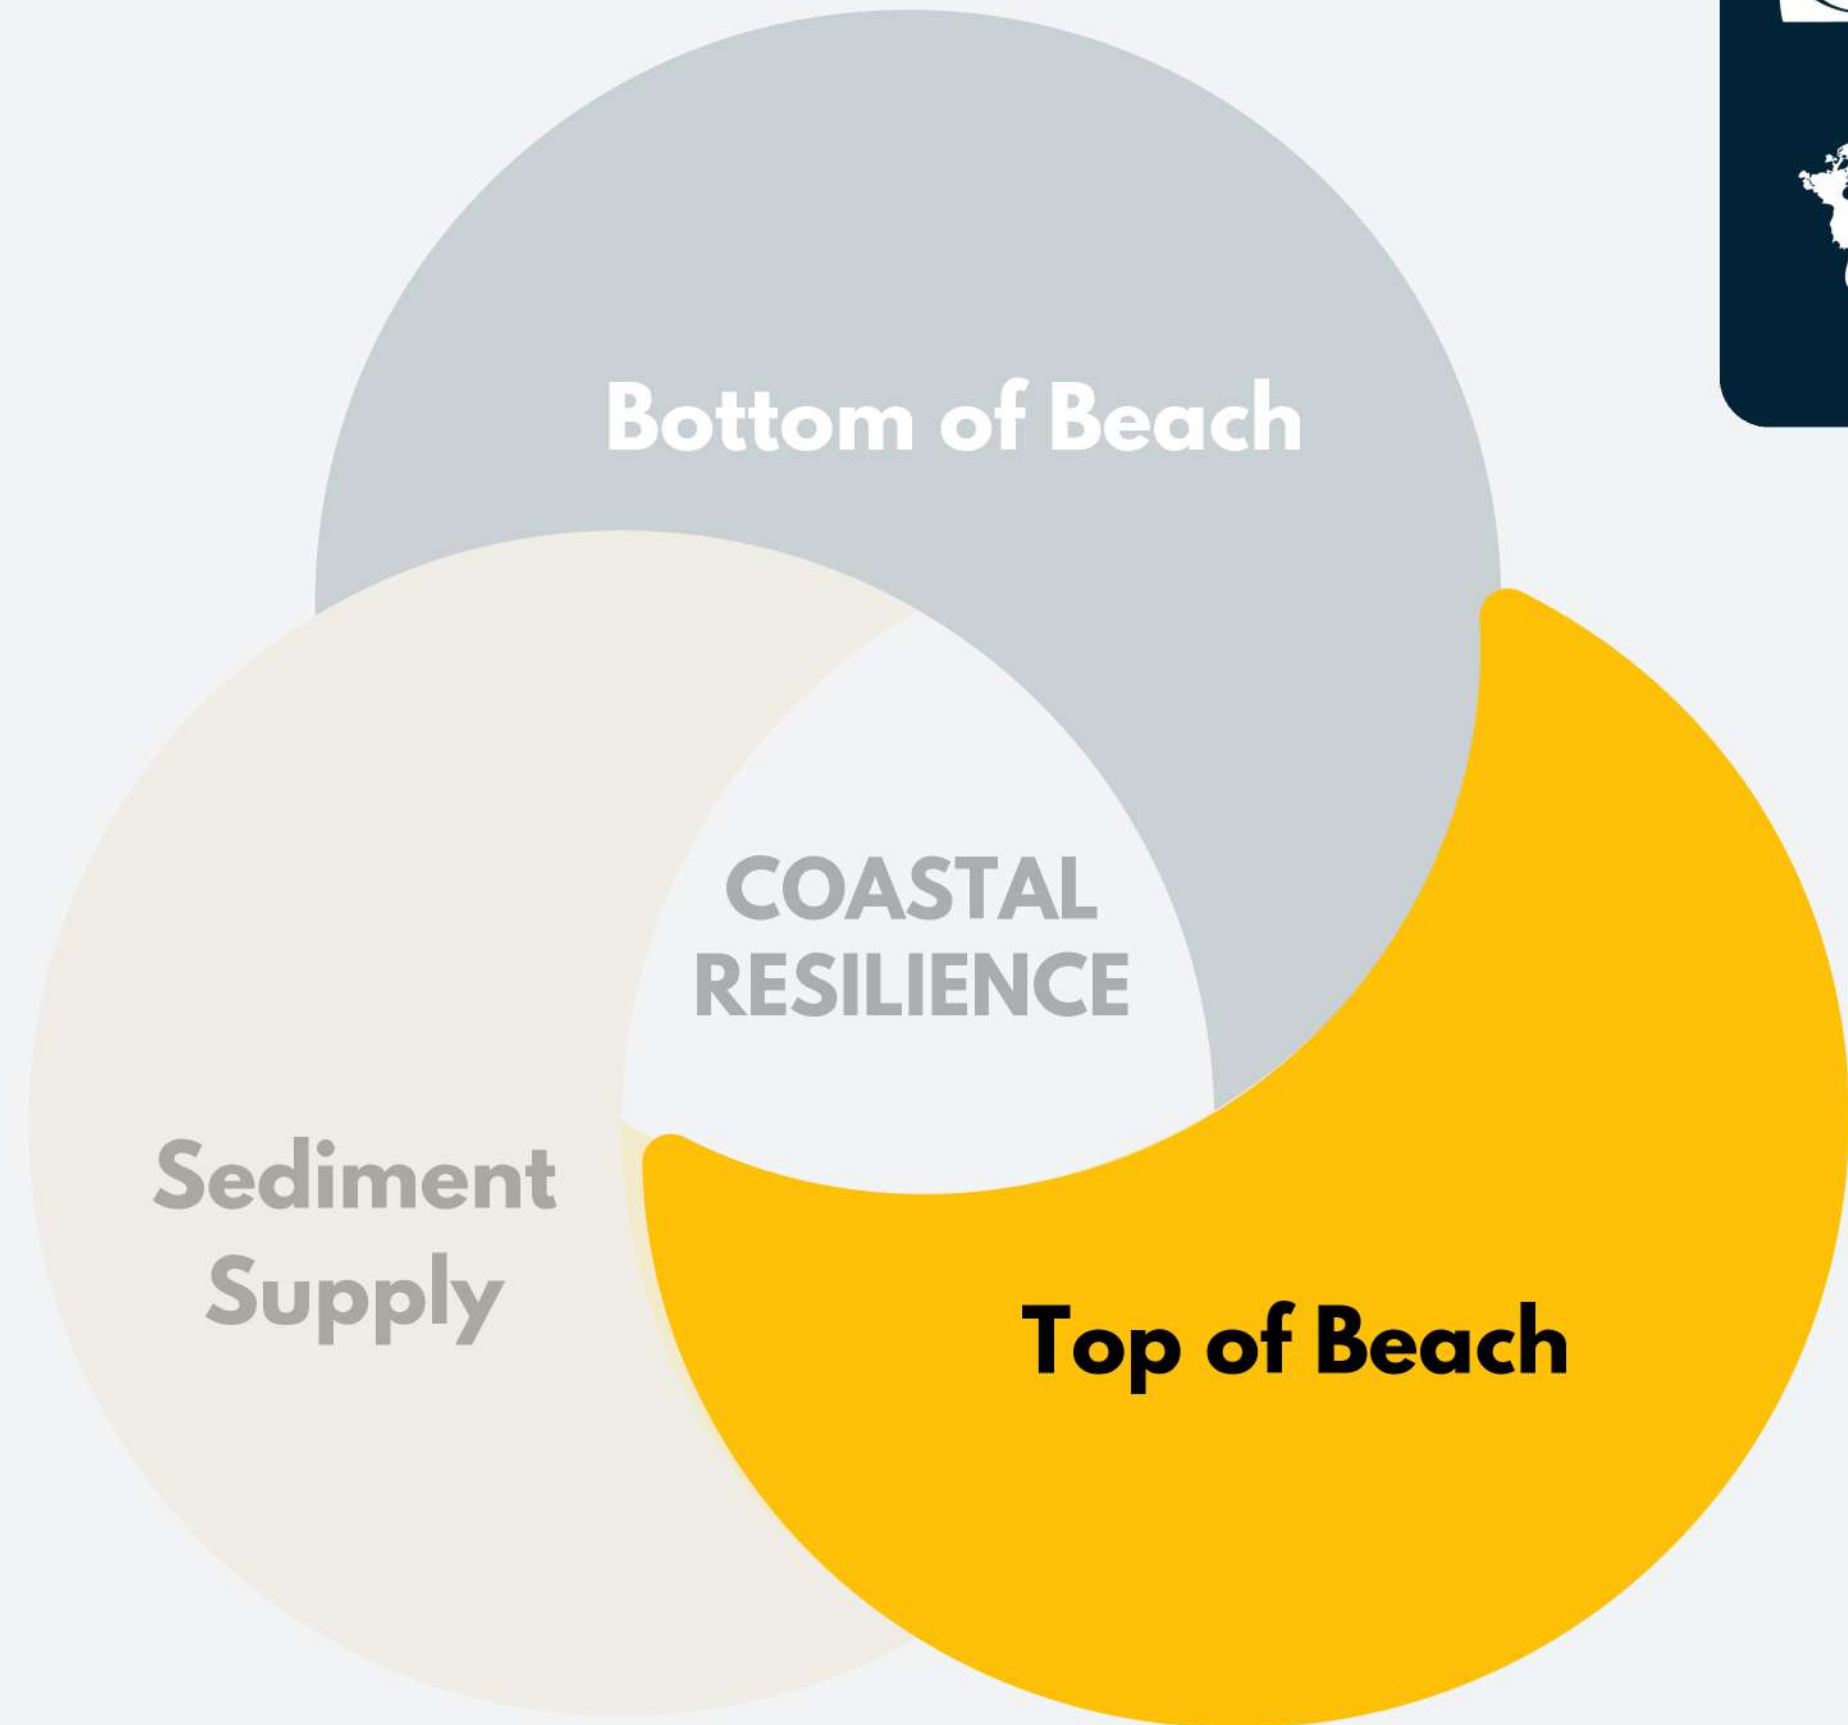 Bottom of Beach
COASTAL
RESILIENCE
Sediment
Supply
Top of Beach